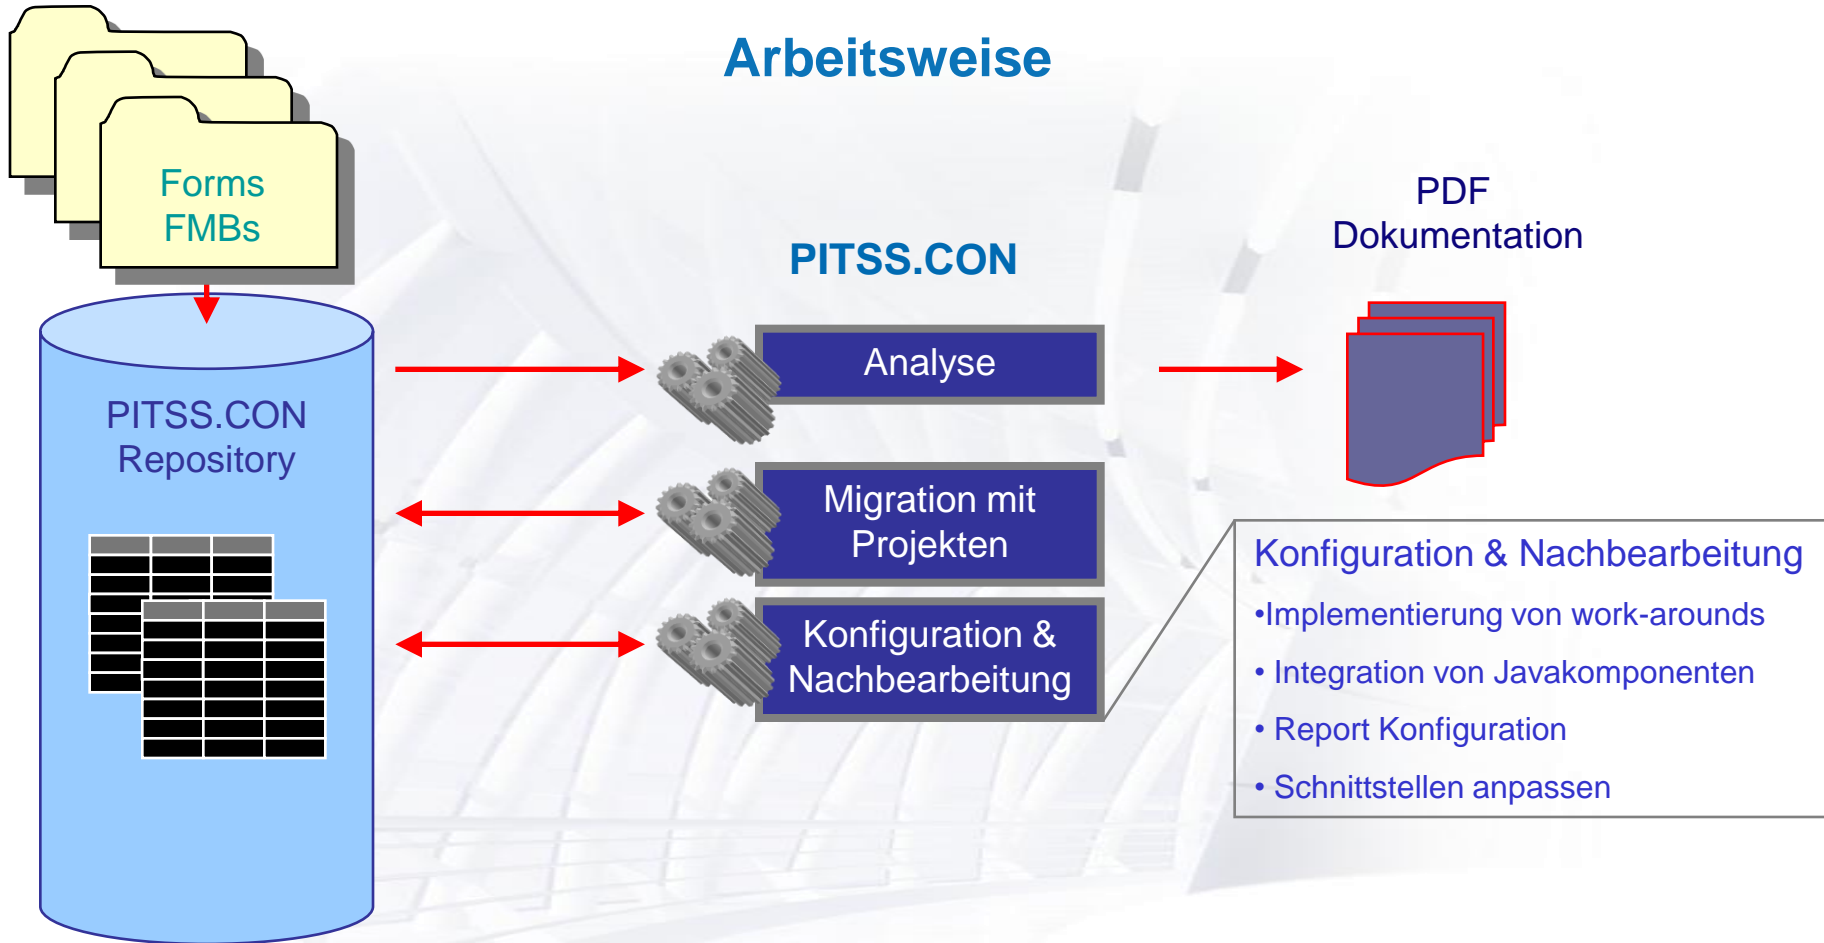 Arbeitsweise
Forms
FMBs
PITSS.CON
Repository
PITSS.CON
Analyse
Migration mit
Projekten
Konfiguration &
Nachbearbeitung
PDF
Dokumentation
Konfiguration & Nachbearbeitung
•Implementierung von work-arounds
• Integration von Javakomponenten
• Report Konfiguration
• Schnittstellen anpassen